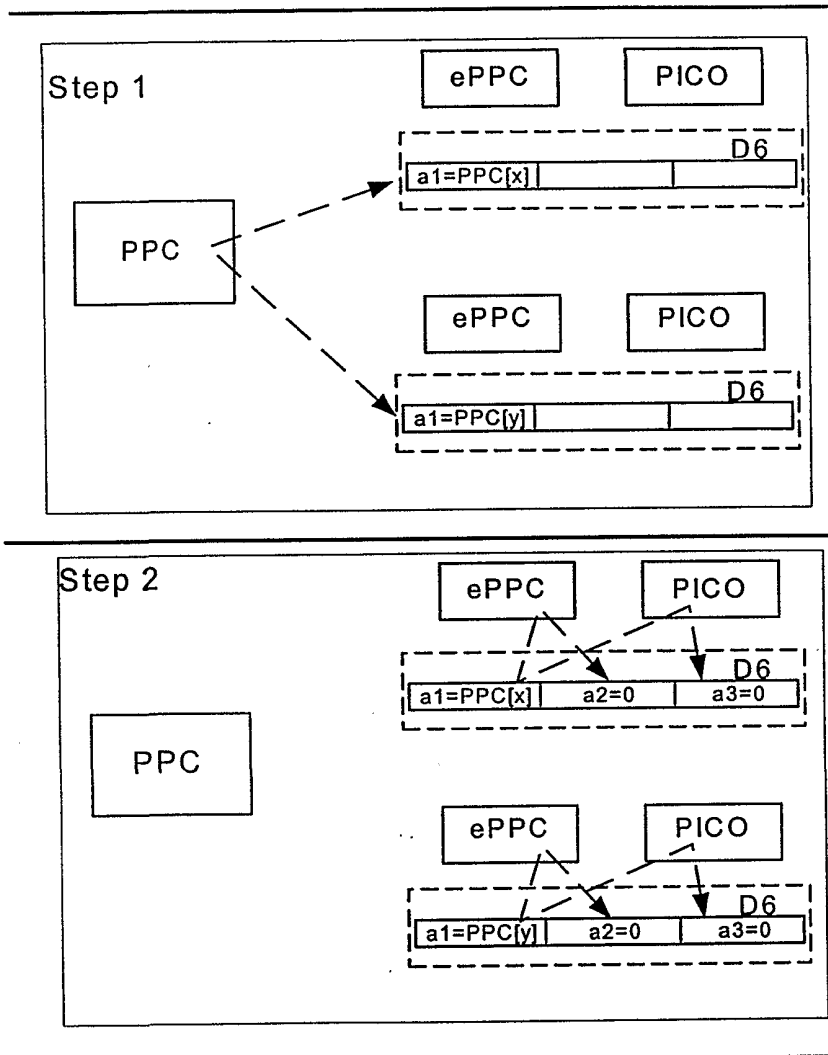 Step 1
ePPC PICO
D6
a1=PPC[x]
PPC
ePPC PICO
D6
a1=PPC[y]
Step 2
ePPC PICO
D6
a1=PPC[x] a2=0 a3=0
PPC
ePPC PICO
D6
a1=PPC[y] a2=0 a3=0